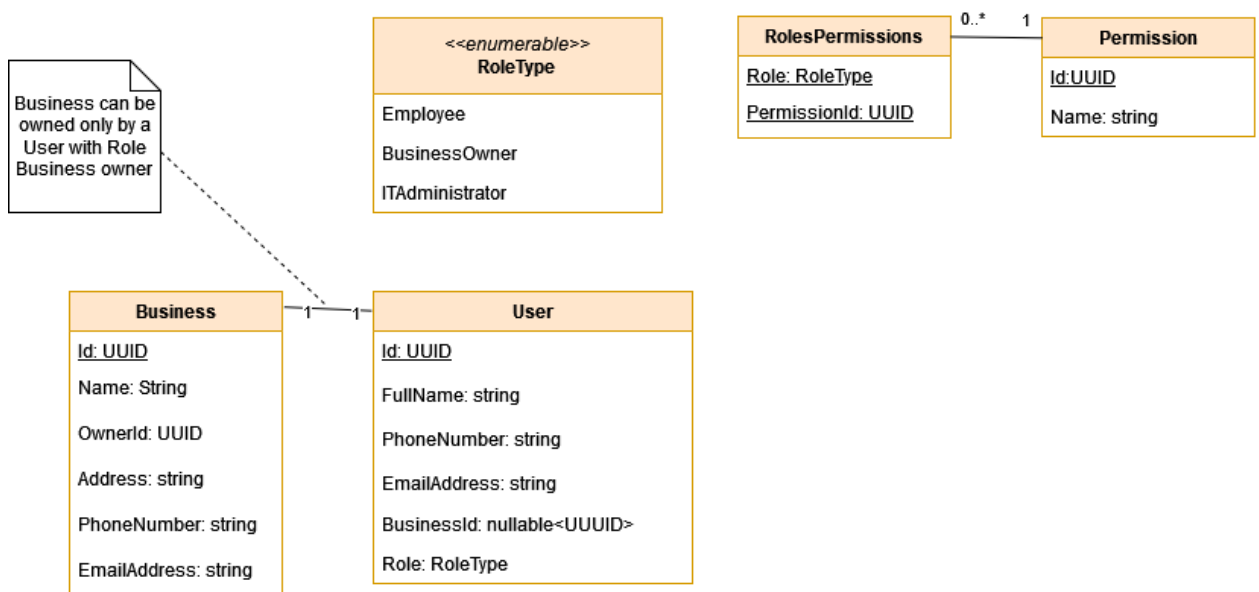 Business can be
owned only by a
User with Role
Business owner
<<enumerable>>
RoleType
Employee
BusinessOwner
ITAdministrator
RolesPermissions
Role: RoleType
PermissionId: UUID
0..*
1
Permission
Id:UUID
Name: string
Business
Id: UUID
Name: String
OwnerId: UUID
Address: string
PhoneNumber: string
EmailAddress: string
1
1
User
Id: UUID
FullName: string
PhoneNumber: string
EmailAddress: string
BusinessId: nullable<UUUID>
Role: RoleType